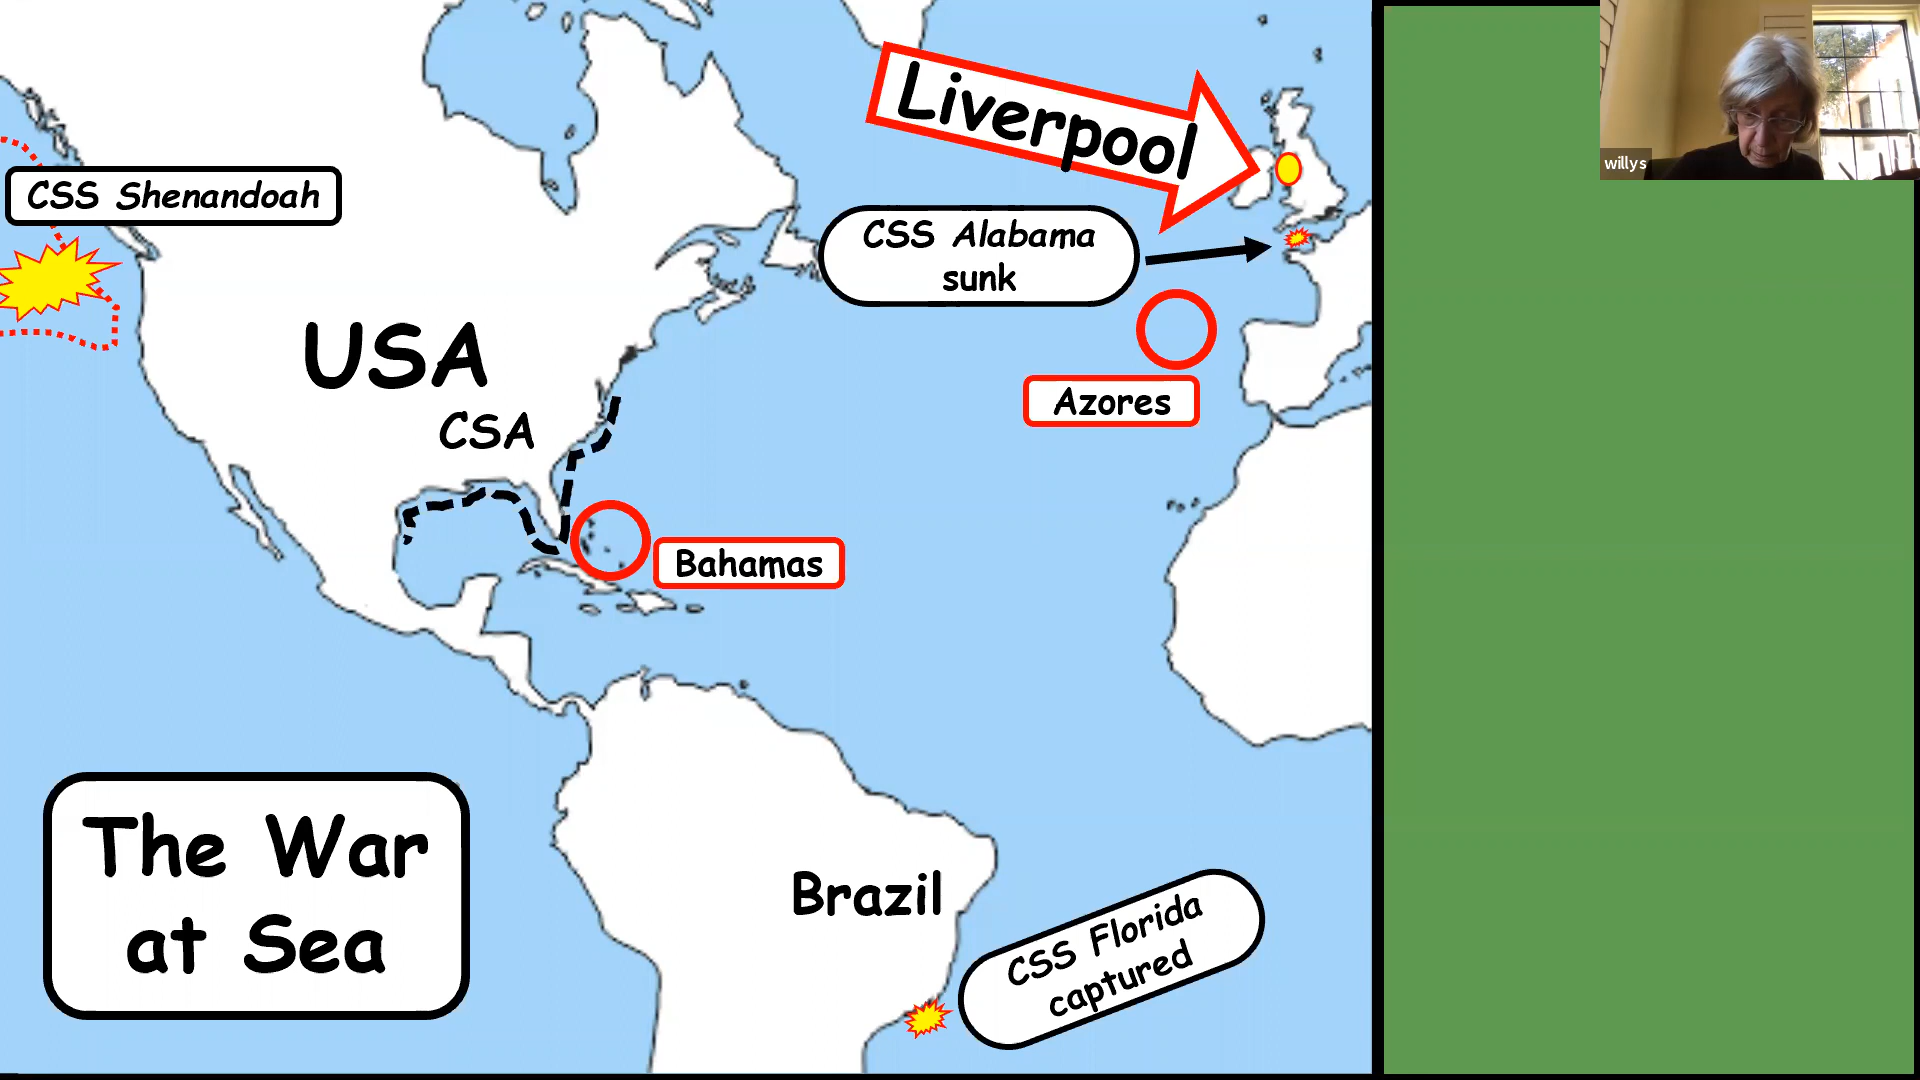 Liverpool
willys
CSS Shenandoah
CSS Alabama
sunk
USA
CSA
Azores
Bahamas
The War
at Sea
Brazil
CSS Florida
captured